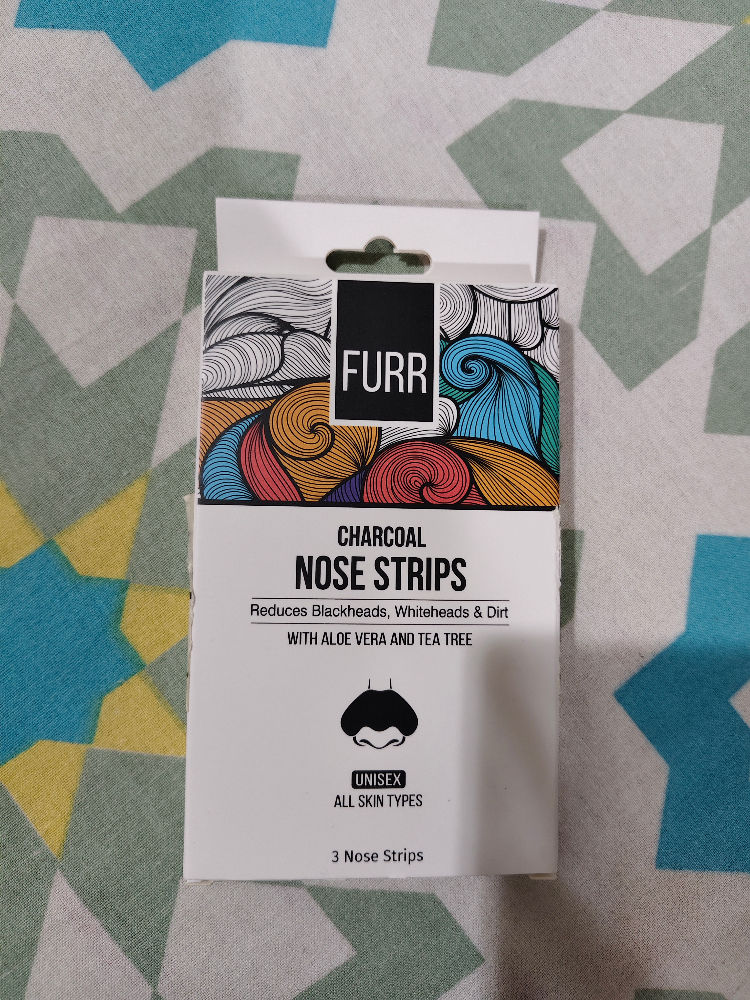 FURR
CHARCOAL
NOSE STRIPS
Reduces Blackheads, Whiteheads & Dirt
WITH ALOE VERA AND TEA TREE
UNISEX
ALL SKIN TYPES
3 Nose Strips